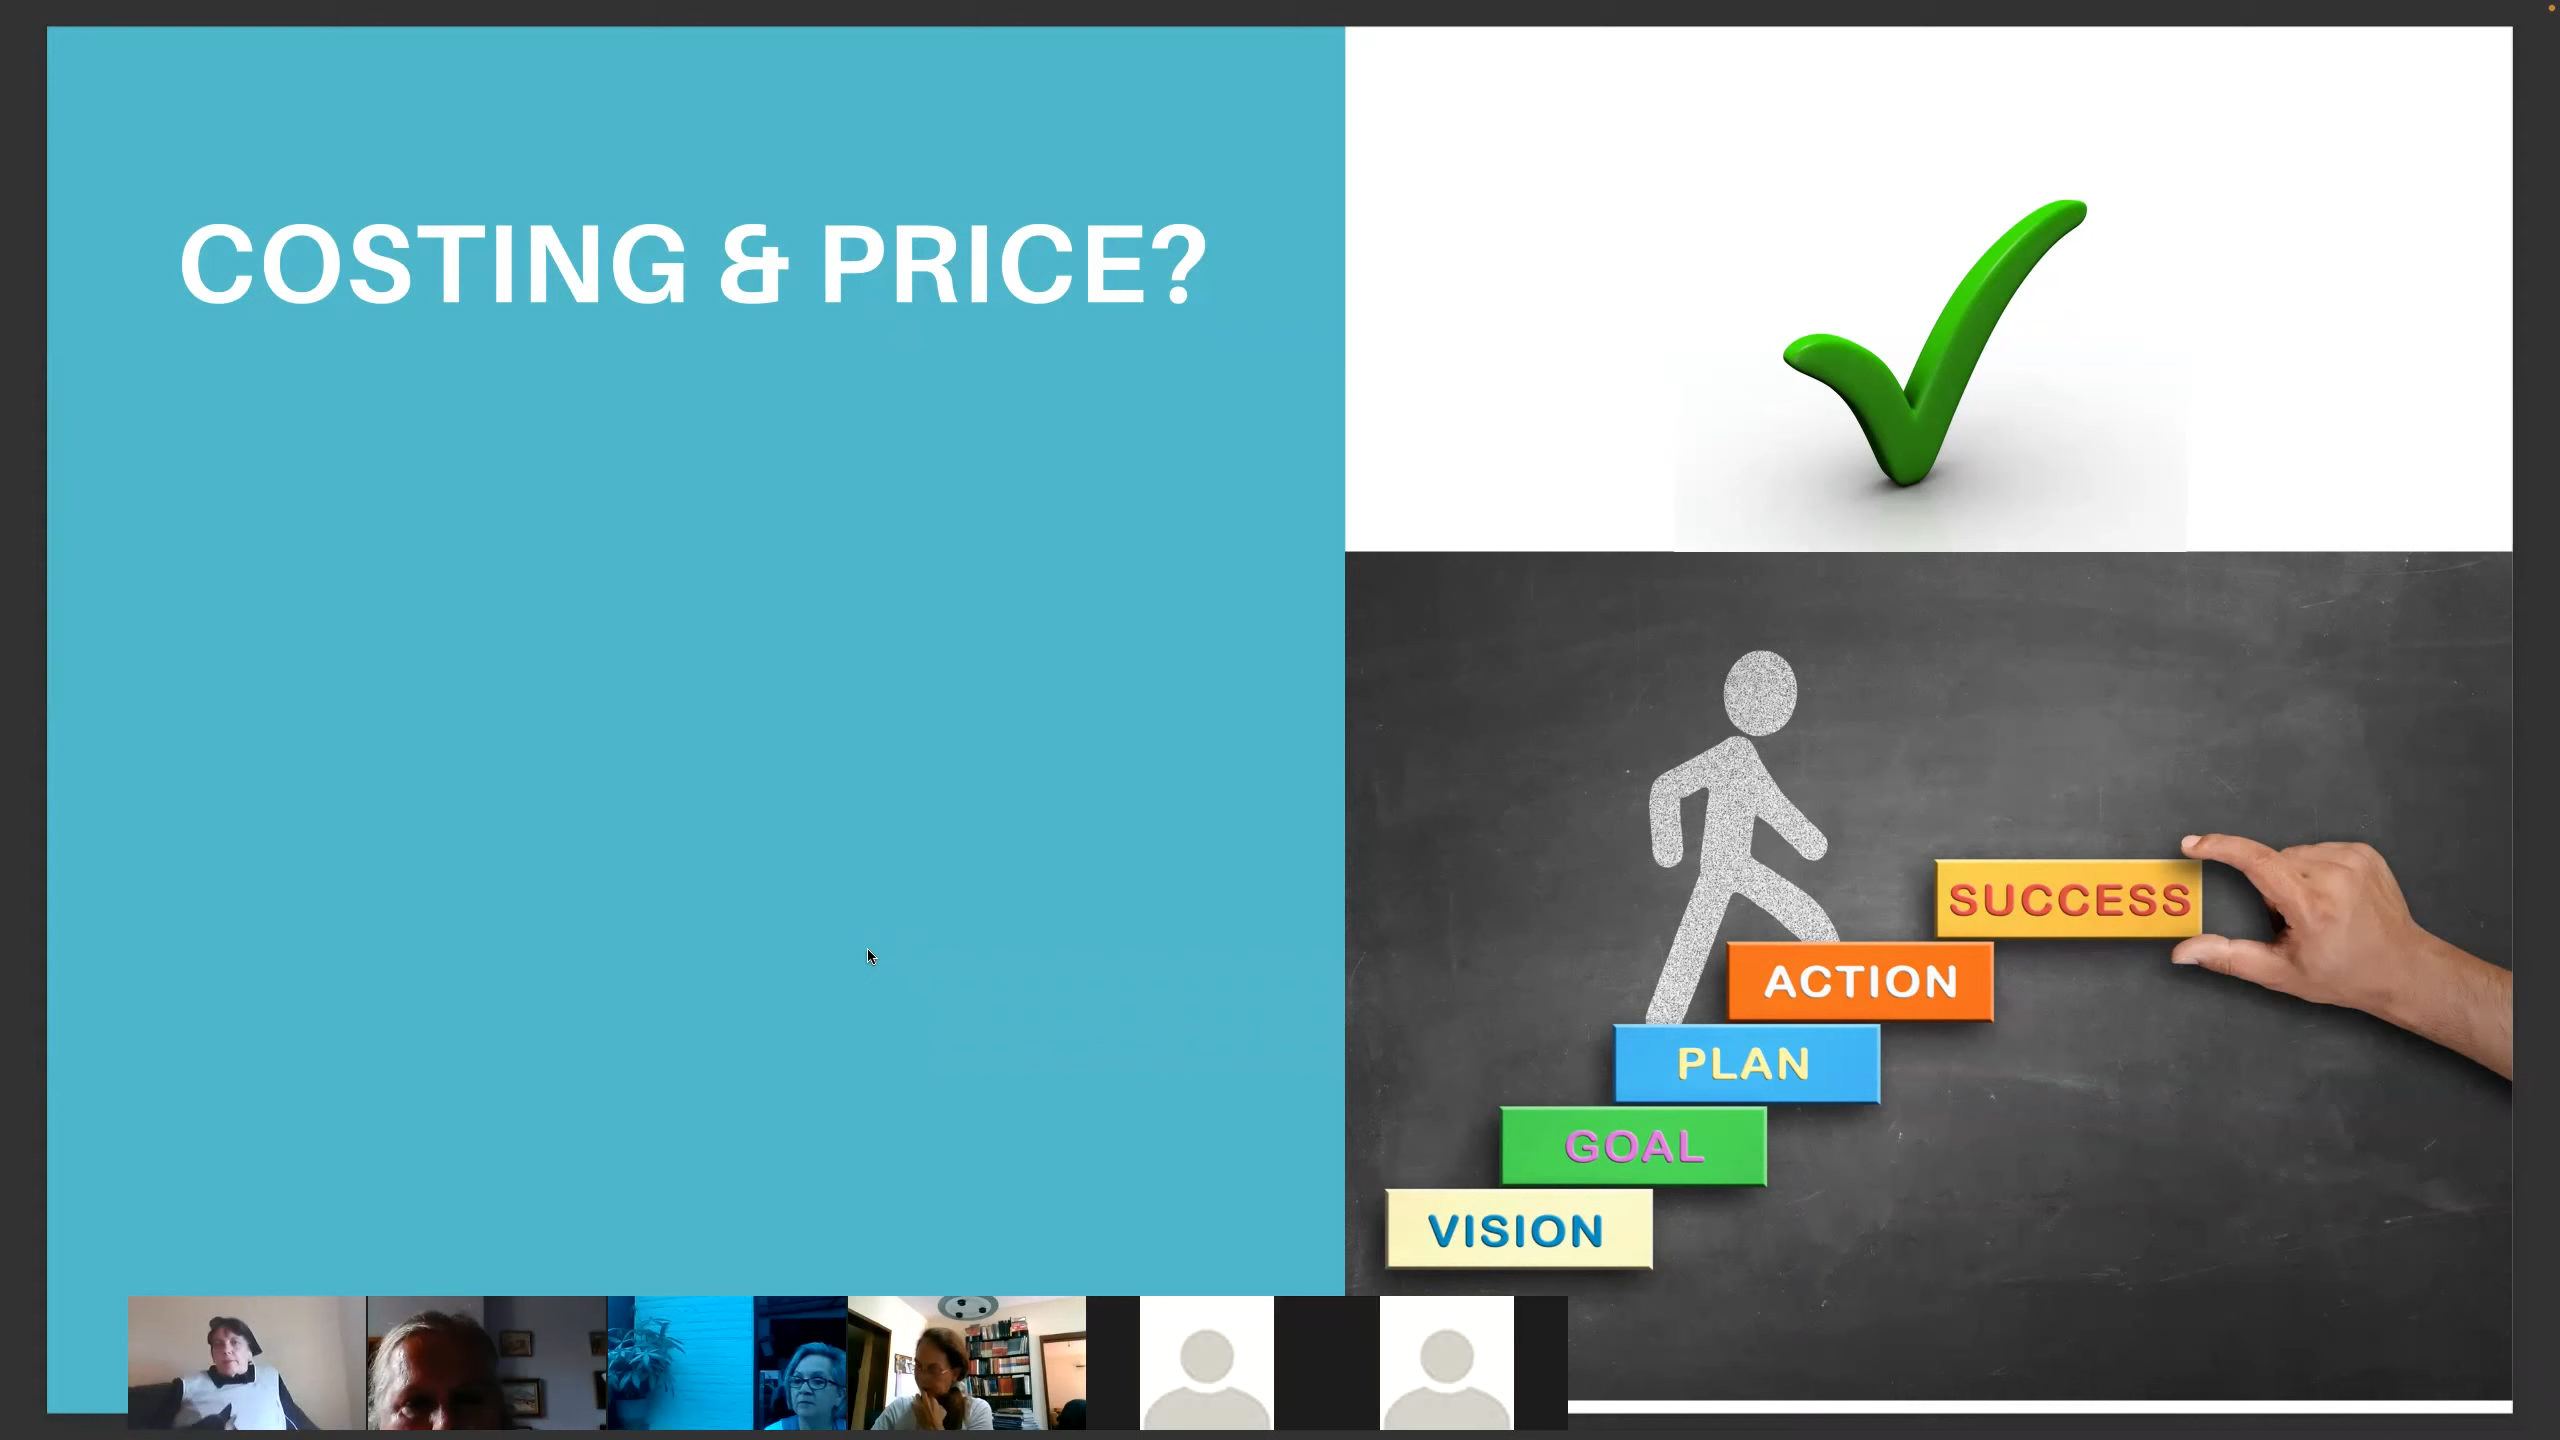 COSTING & PRICE?
SUCCESS
ACTION
PLAN
GOAL
VISION